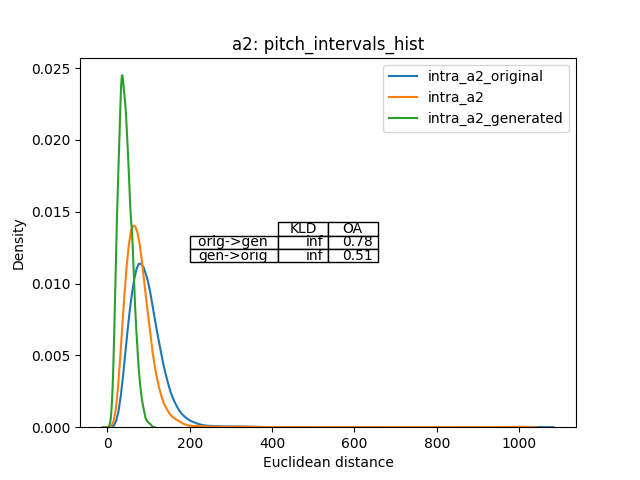 a2: pitch_intervals_hist
0.025
0.020
0.015
0.010
0.005
0.000
Density
intra_a2_original
intra_a2
intra_a2_generated
KLD OA
orig->gen inf 0.78
gen->orig inf 0.51
0 200 400 600 800 1000
Euclidean distance